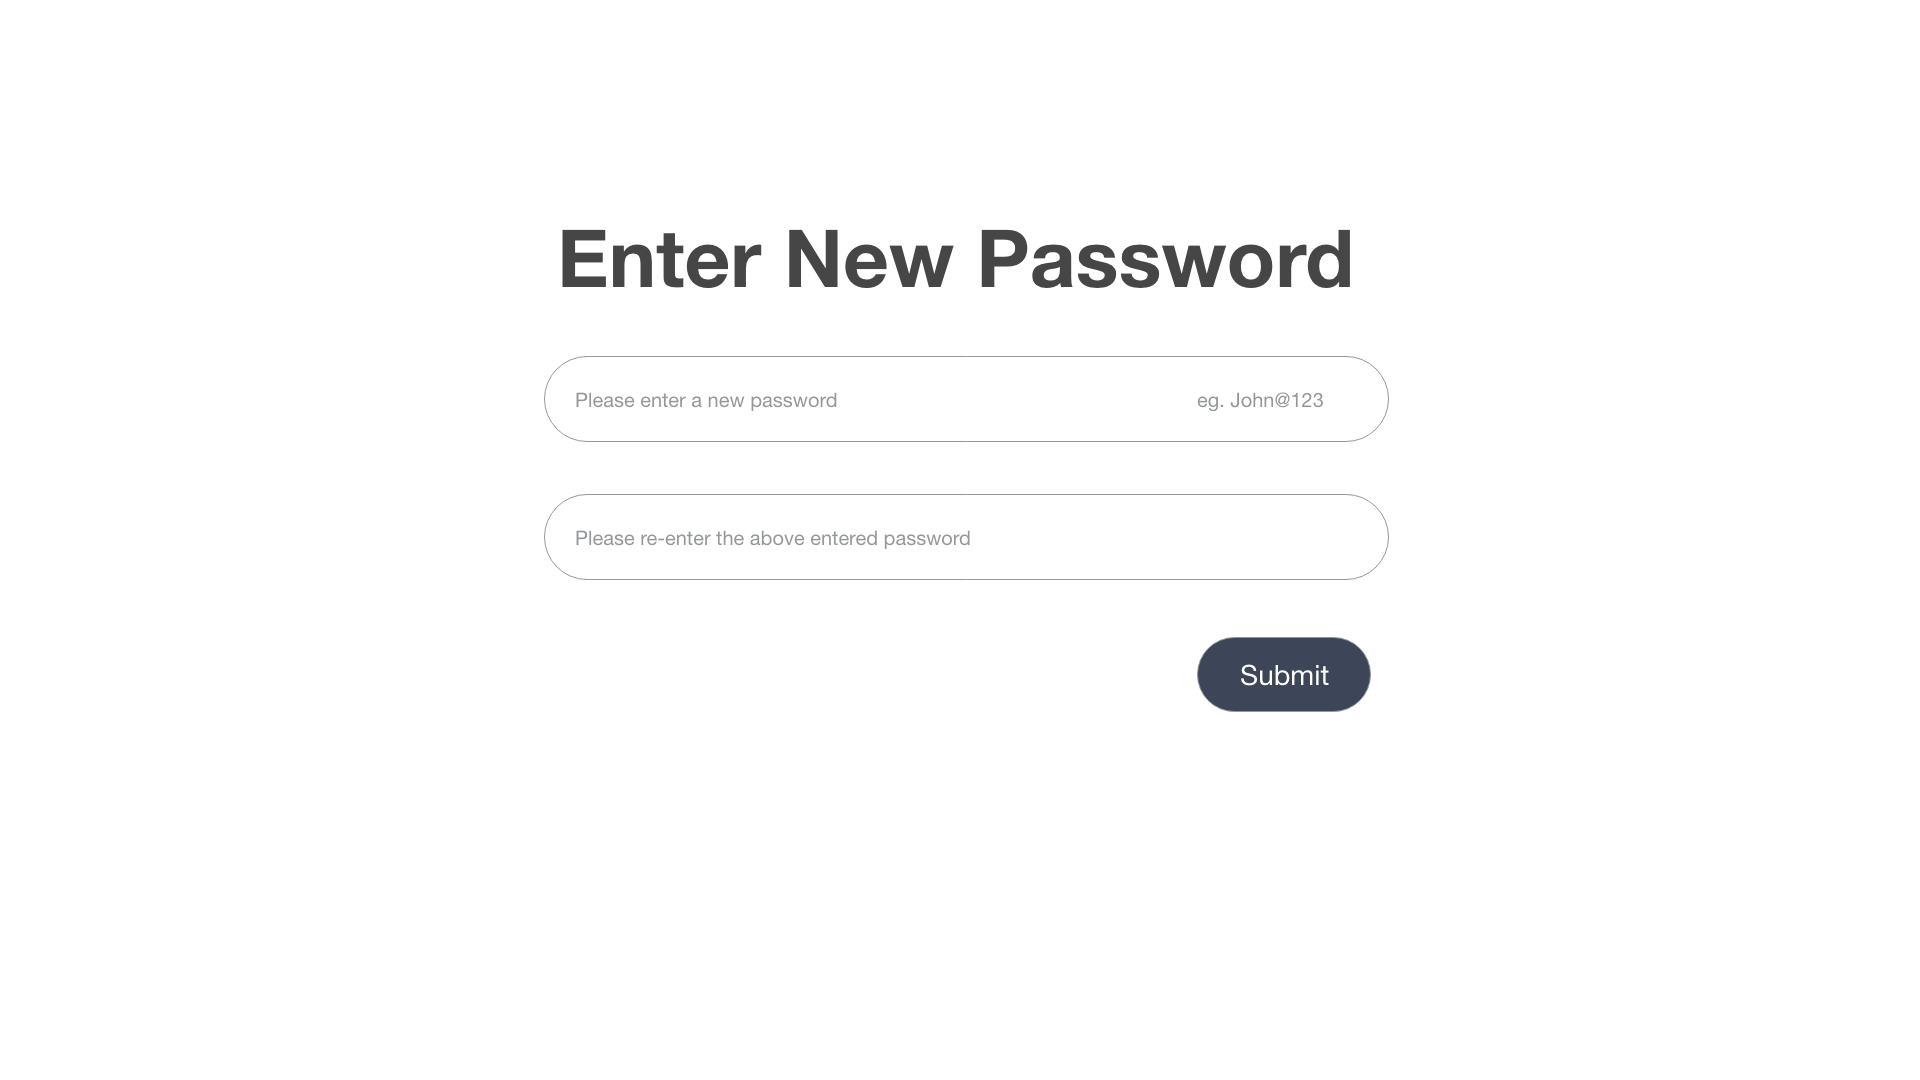 Enter New Password
Please enter a new password eg. John@123
Please re-enter the above entered password
Submit